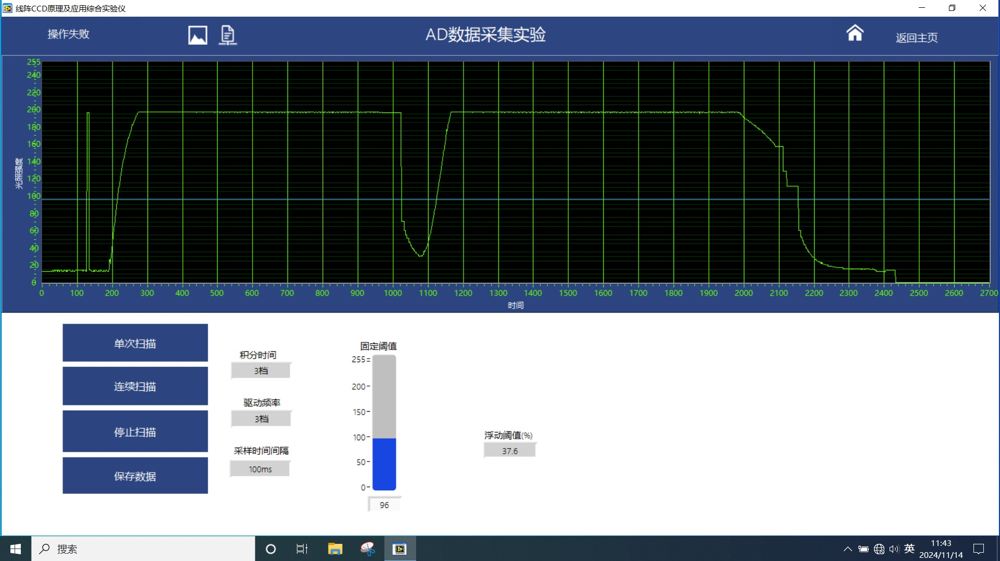 线阵CCD原理及应用综合实验仪
操作失败
AD数据采集实验
返回主页
255
240
220
200
180
160
140
120
100
80
60
40
20
0
光照强度
0 100 200 300 400 500 600 700 800 900 1000 1100 1200 1300 1400 1500 1600 1700 1800 1900 2000 2100 2200 2300 2400 2500 2600 2700
时间
单次扫描
连续扫描
停止扫描
保存数据
积分时间
3档
驱动频率
3档
采样时间间隔
100ms
固定阈值
255
200
150
100
50
0
96
浮动阈值(%)
37.6
搜索
英
11:43
2024/11/14